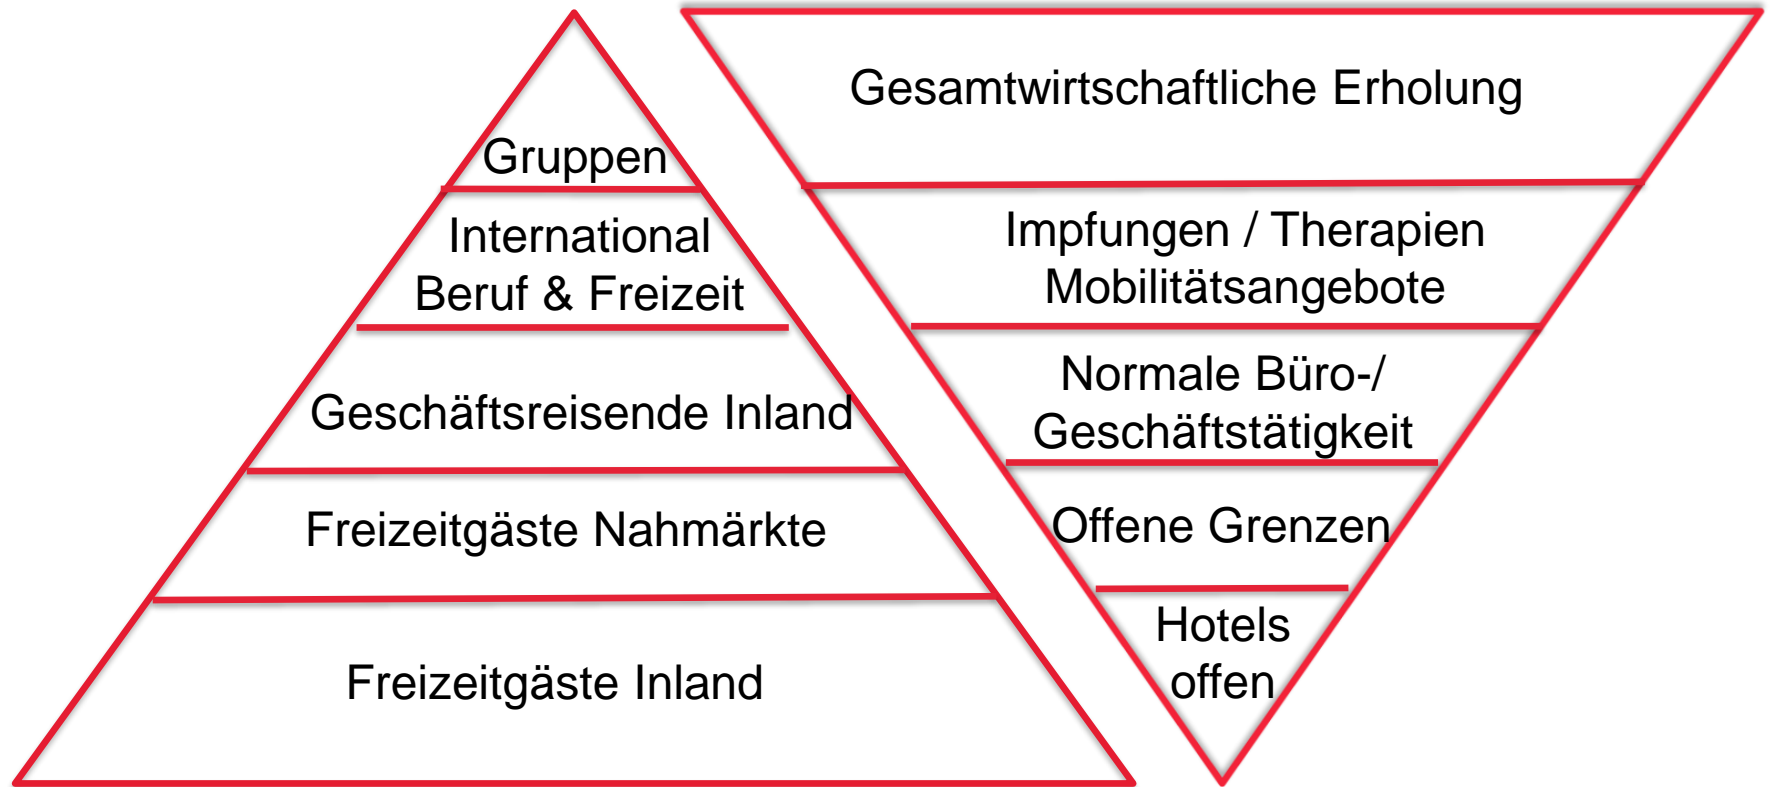 Gruppen
International
Beruf & Freizeit
Geschäftsreisende Inland
Freizeitgäste Nahmärkte
Freizeitgäste Inland
Gesamtwirtschaftliche Erholung
Impfungen / Therapien
Mobilitätsangebote
Normale Büro-/
Geschäftstätigkeit
Offene Grenzen
Hotels
offen